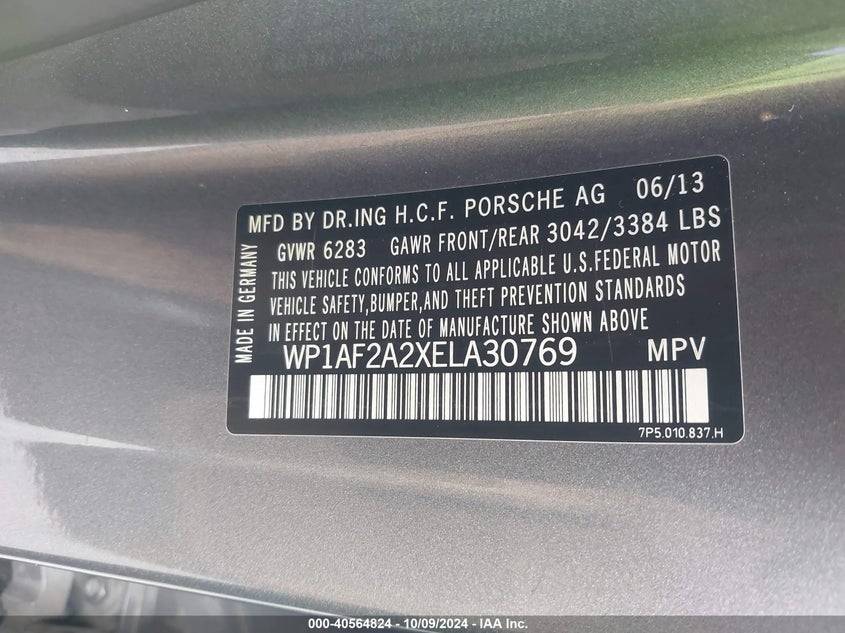 MFD BY DR.ING H.C.F. PORSCHE AG 06/13
GVWR 6283 GAWR FRONT/REAR 3042/3384 LBS
THIS VEHICLE CONFORMS TO ALL APPLICABLE U.S.FEDERAL MOTOR
VEHICLE SAFETY,BUMPER,AND THEFT PREVENTION STANDARDS
IN EFFECT ON THE DATE OF MANUFACTURE SHOWN ABOVE
MADE IN GERMANY
WP1AF2A2XELA30769 MPV
7P5.010.837.H
000-40564824 - 10/09/2024 - IAA Inc.